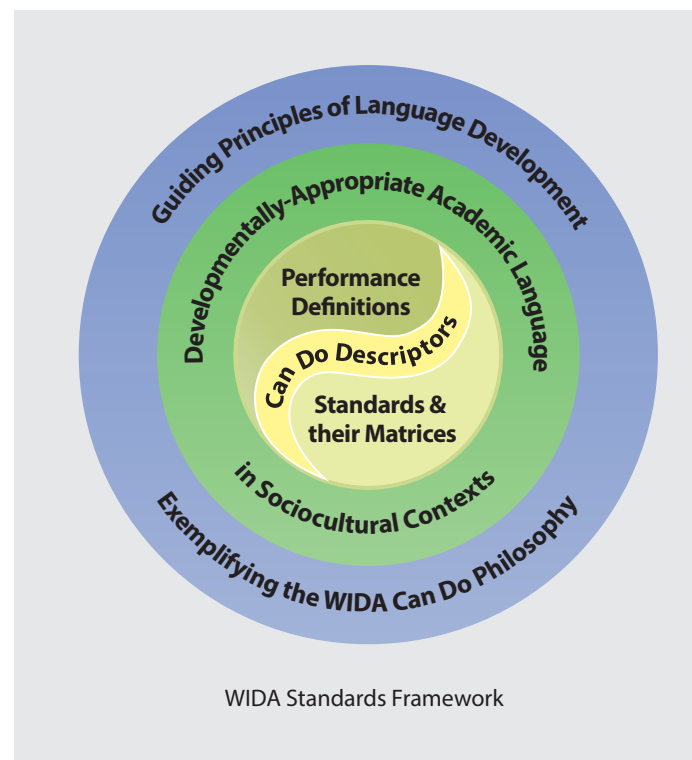 Guiding Principles of Language Development
Developmentally-Appropriate Academic Language
Performance
Definitions
Can Do Descriptors
Standards &
their Matrices
in Sociocultural Contexts
Exemplifying the WIDA Can Do Philosophy
WIDA Standards Framework